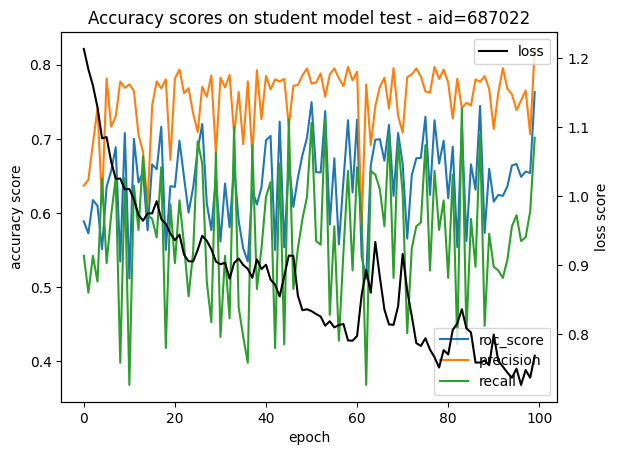 Accuracy scores on student model test - aid=687022
loss
accuracy score
0.8
0.7
0.6
0.5
0.4
1.2
1.1
1.0
0.9
0.8
loss score
roc_score
precision
recall
0
20
40
60
80
100
epoch